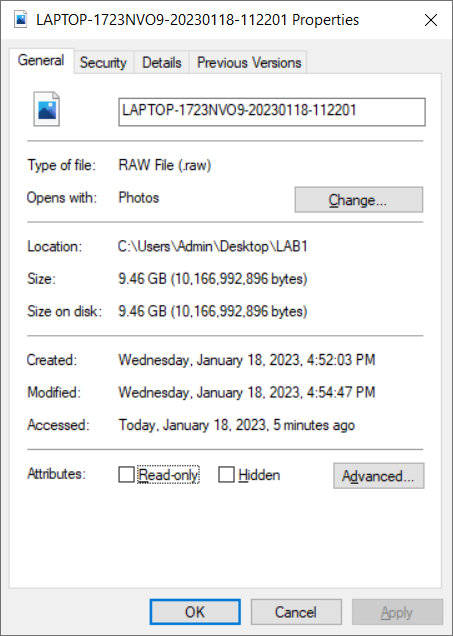 LAPTOP-1723NVO9-20230118-112201 Properties
General Security Details Previous Versions
LAPTOP-1723NVO9-20230118-112201
Type of file: RAW File (.raw)
Opens with: Photos Change...
Location: C:\Users\Admin\Desktop\LAB1
Size: 9.46 GB (10,166,992,896 bytes)
Size on disk: 9.46 GB (10,166,992,896 bytes)
Created: Wednesday, January 18, 2023, 4:52:03 PM
Modified: Wednesday, January 18, 2023, 4:54:47 PM
Accessed: Today, January 18, 2023, 5 minutes ago
Attributes: Read-only Hidden Advanced...
OK Cancel Apply